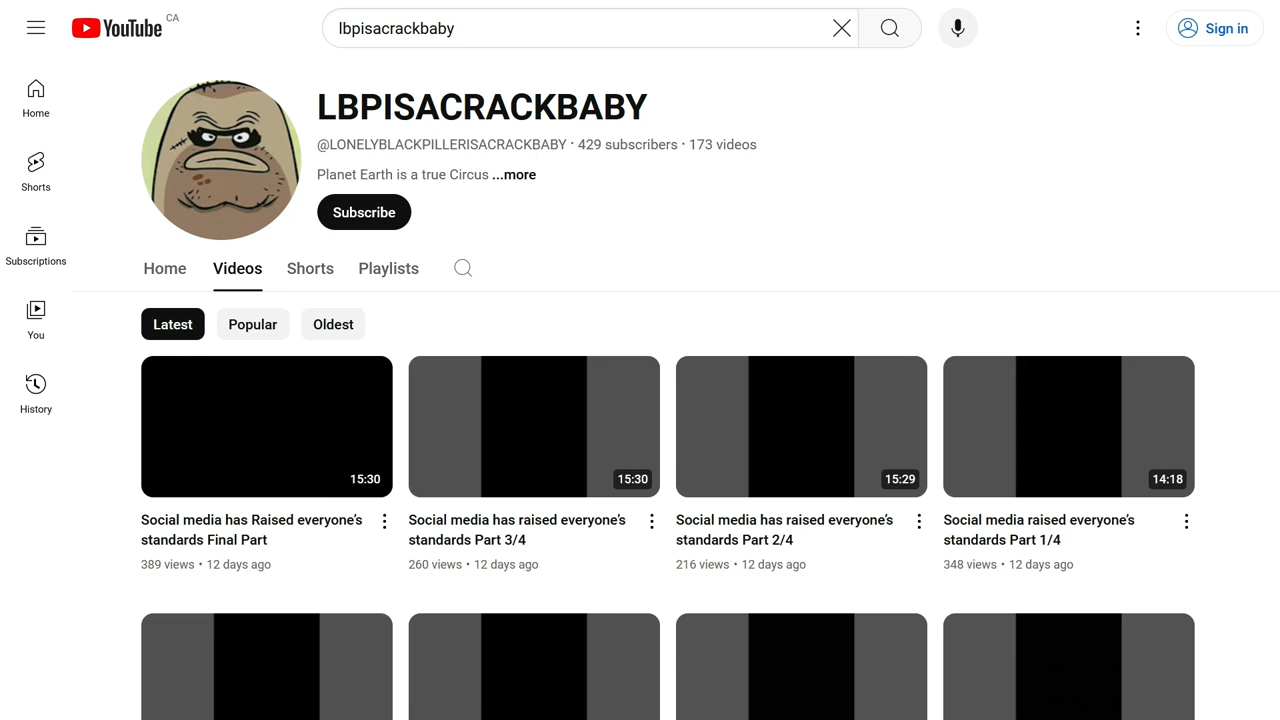 YouTube CA
lbpisacrackbaby
Sign in
Home
Shorts
Subscriptions
You
History
LBPISACRACKBABY
@LONELYBLACKPILLERISACRACKBABY · 429 subscribers · 173 videos
Planet Earth is a true Circus ...more
Subscribe
Home Videos Shorts Playlists
Latest Popular Oldest
15:30 15:30 15:29 14:18
Social media has Raised everyone’s standards Final Part
389 views • 12 days ago
Social media has raised everyone’s standards Part 3/4
260 views • 12 days ago
Social media has raised everyone’s standards Part 2/4
216 views • 12 days ago
Social media raised everyone’s standards Part 1/4
348 views • 12 days ago